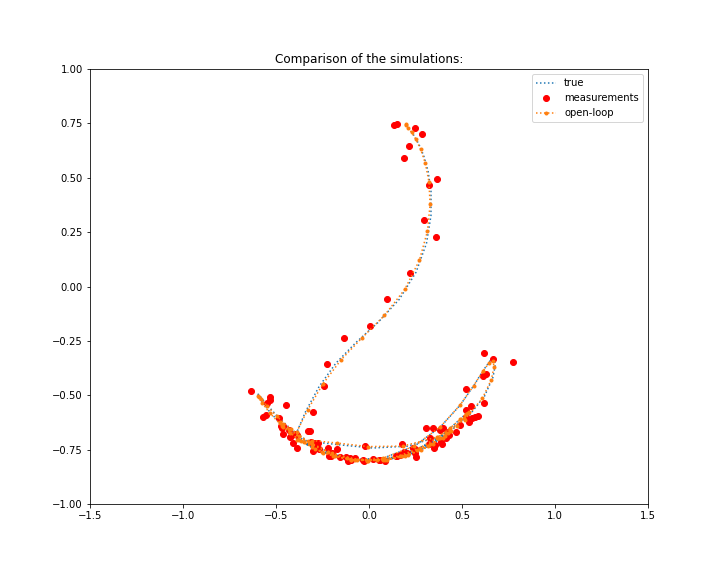 Comparison of the simulations:
true
measurements
open-loop
1.00
0.75
0.50
0.25
0.00
−0.25
−0.50
−0.75
−1.00
−1.5 −1.0 −0.5 0.0 0.5 1.0 1.5